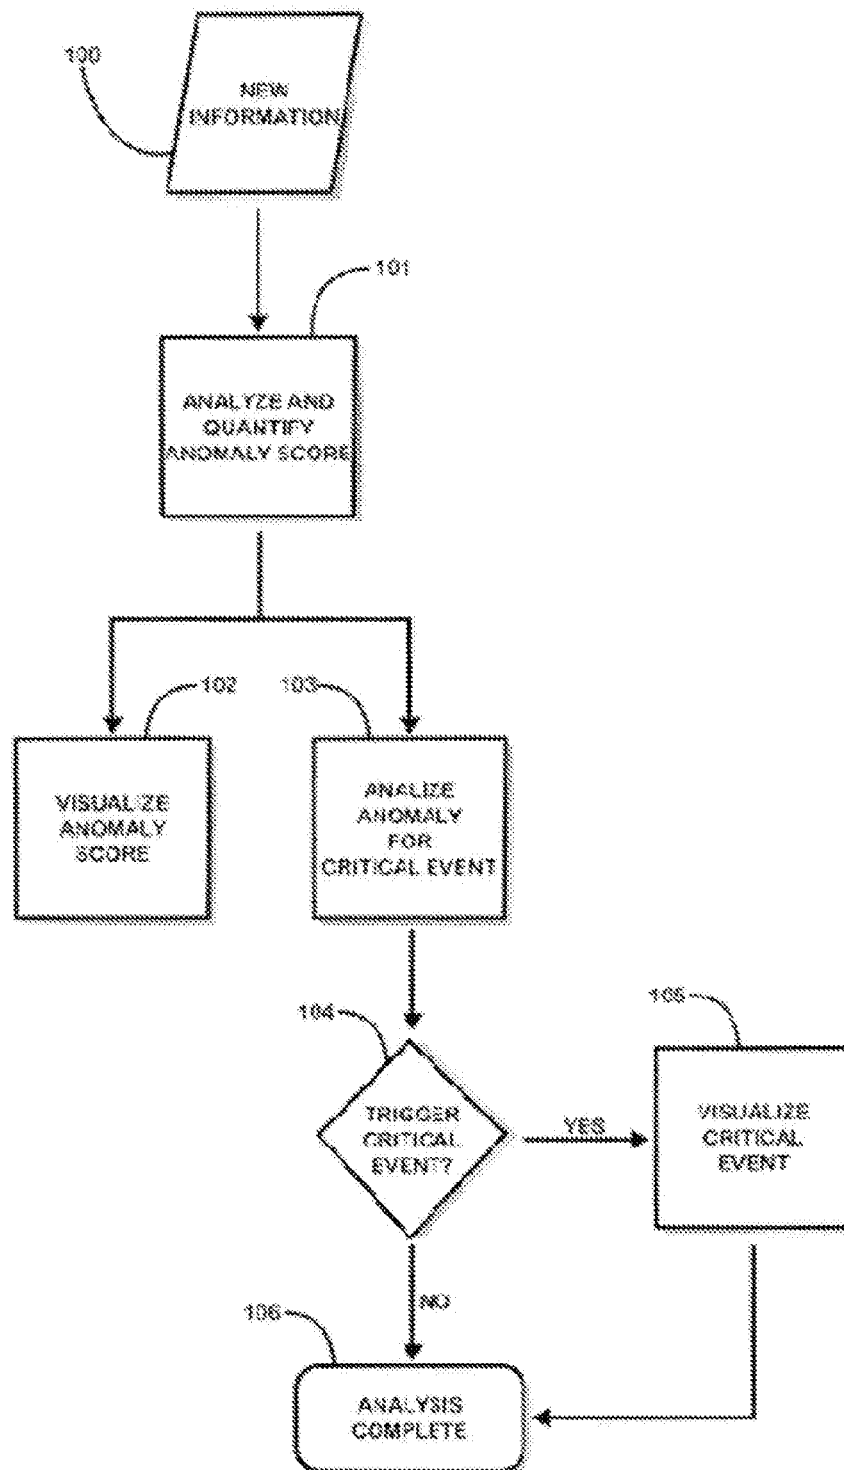 100
NEW
INFORMATION
101
ANALYZE AND
QUANTIFY
ANOMALY SCORE
102
103
VISUALIZE
ANOMALY
SCORE
ANALIZE
ANOMALY
FOR
CRITICAL EVENT
104
105
TRIGGER
CRITICAL
EVENT?
YES
VISUALIZE
CRITICAL
EVENT
NO
106
ANALYSIS
COMPLETE